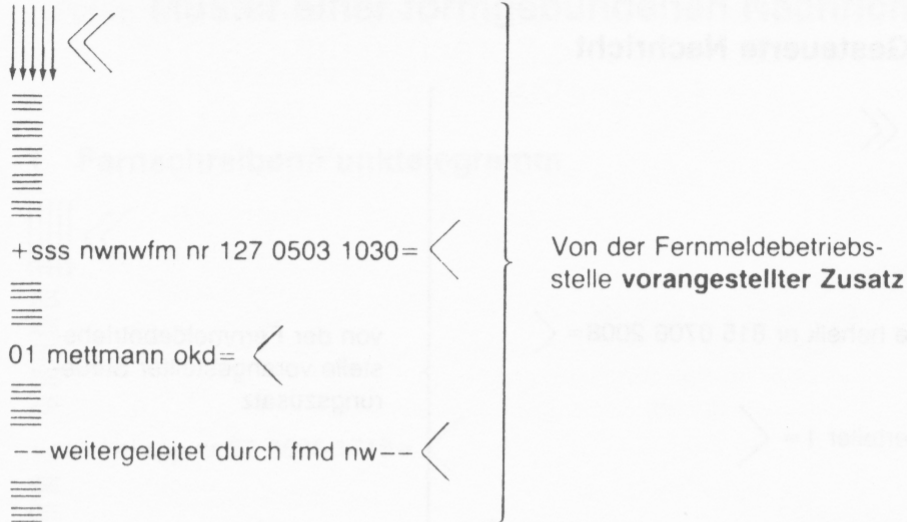 +sss nwnwfm nr 127 0503 1030=
Von der Fernmeldebetriebs-
stelle vorangestellter Zusatz
01 mettmann okd=
--weitergeleitet durch fmd nw--